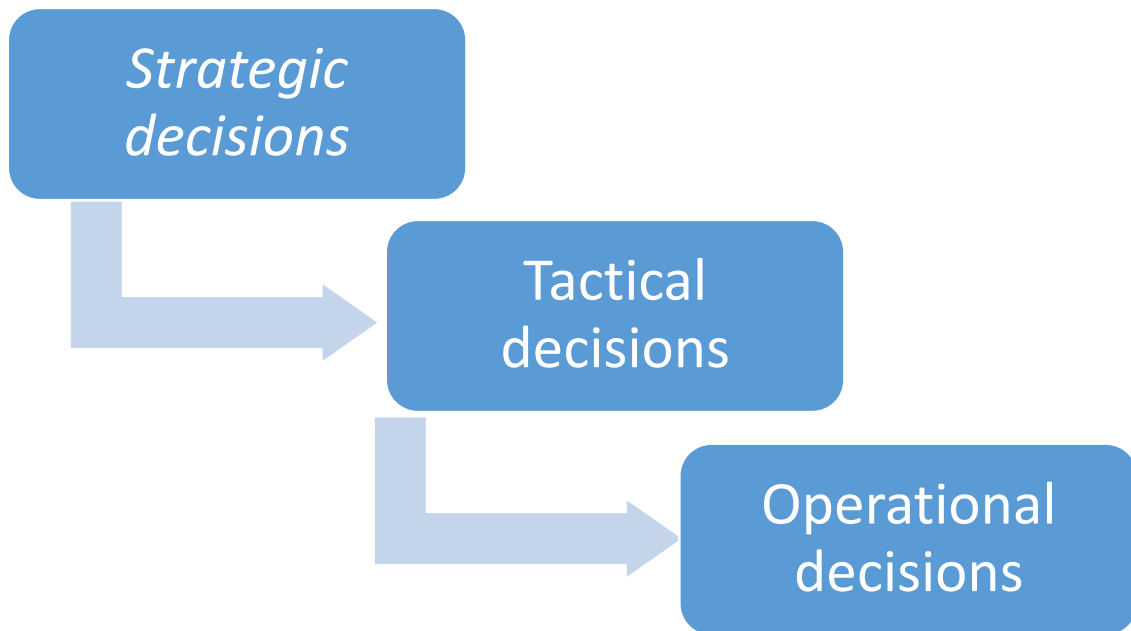 Strategic
decisions
Tactical
decisions
Operational
decisions